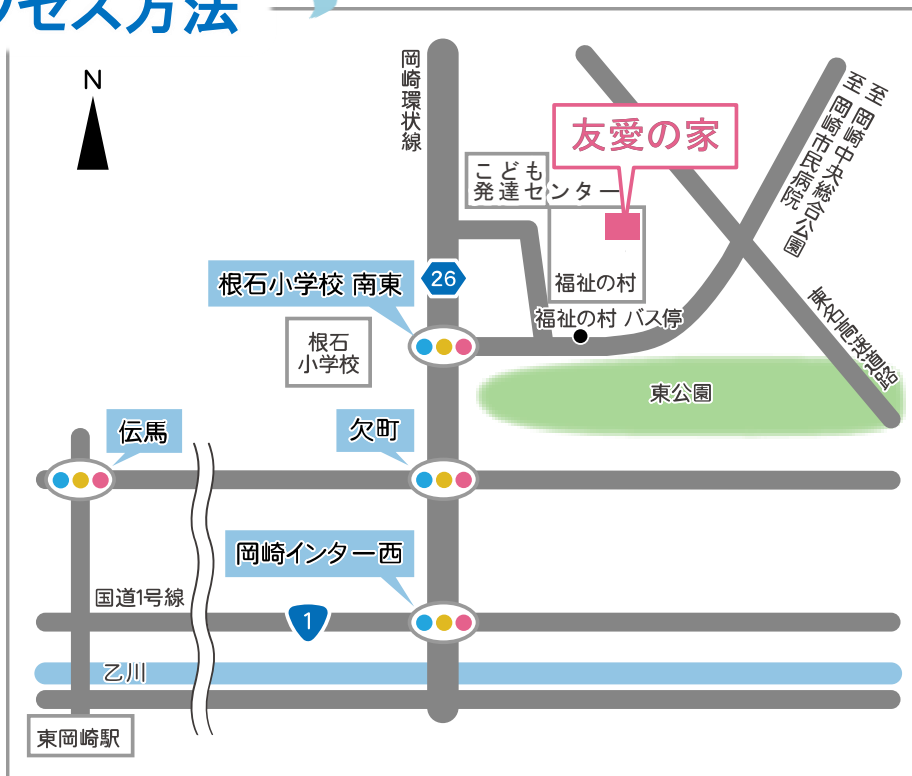 クセス方法
N
岡崎環状線
友愛の家
至 岡崎中央総合公園
至 岡崎市民病院
こども
発達センター
根石小学校 南東
26
福祉の村
福祉の村 バス停
根石
小学校
東名高速道路
東公園
伝馬
欠町
岡崎インター西
国道1号線
1
乙川
東岡崎駅